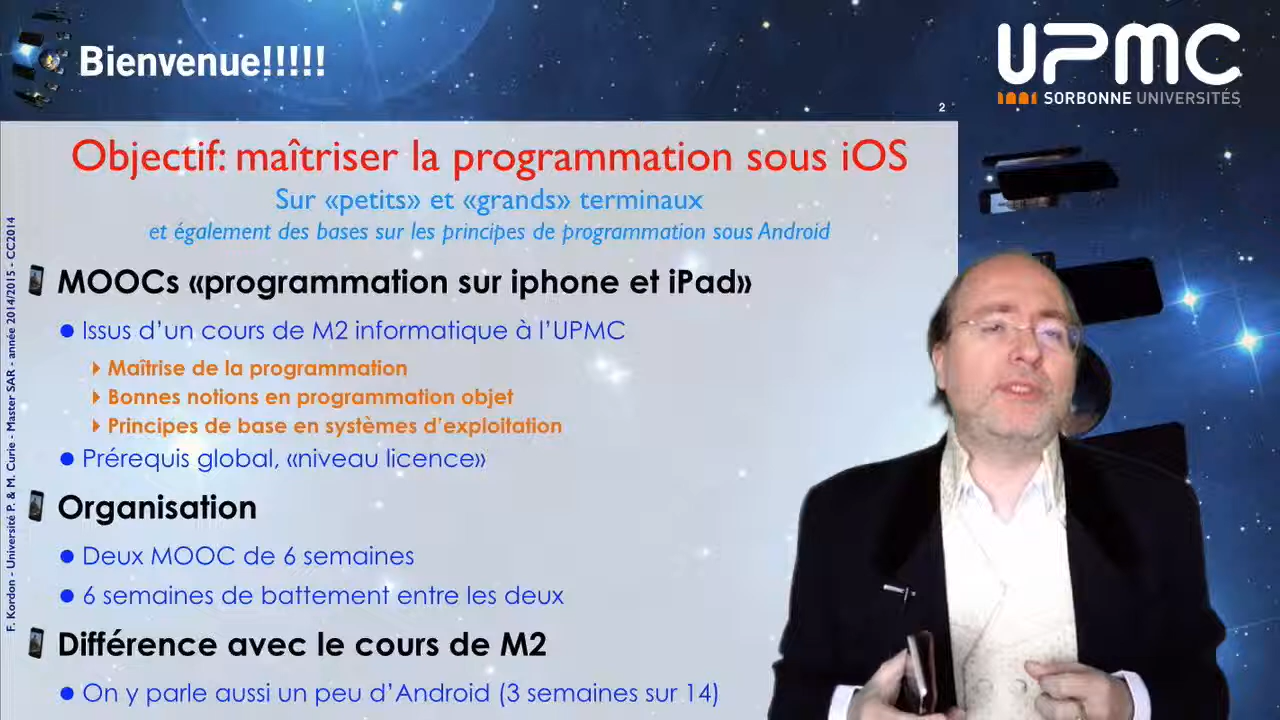 Bienvenue!!!!!
UPMC
SORBONNE UNIVERSITÉS
2
Objectif: maîtriser la programmation sous iOS
Sur «petits» et «grands» terminaux
et également des bases sur les principes de programmation sous Android
MOOCs «programmation sur iphone et iPad»
Issus d’un cours de M2 informatique à l’UPMC
Maîtrise de la programmation
Bonnes notions en programmation objet
Principes de base en systèmes d’exploitation
Prérequis global, «niveau licence»
Organisation
Deux MOOC de 6 semaines
6 semaines de battement entre les deux
Différence avec le cours de M2
On y parle aussi un peu d’Android (3 semaines sur 14)
F. Kordon - Université P. & M. Curie - Master SAR - année 2014/2015 - CC2014